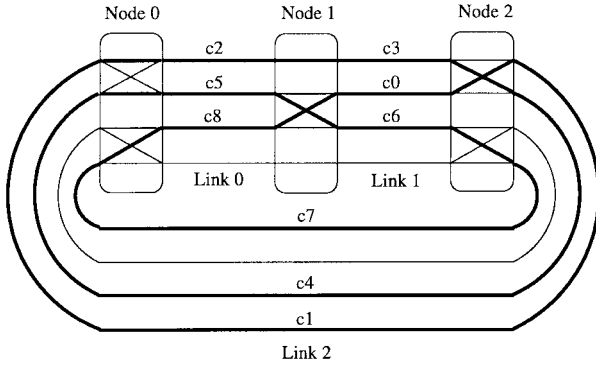 Node 0 Node 1 Node 2
c2 c3
c5 c0
c8 c6
Link 0 Link 1
c7
c4
c1
Link 2